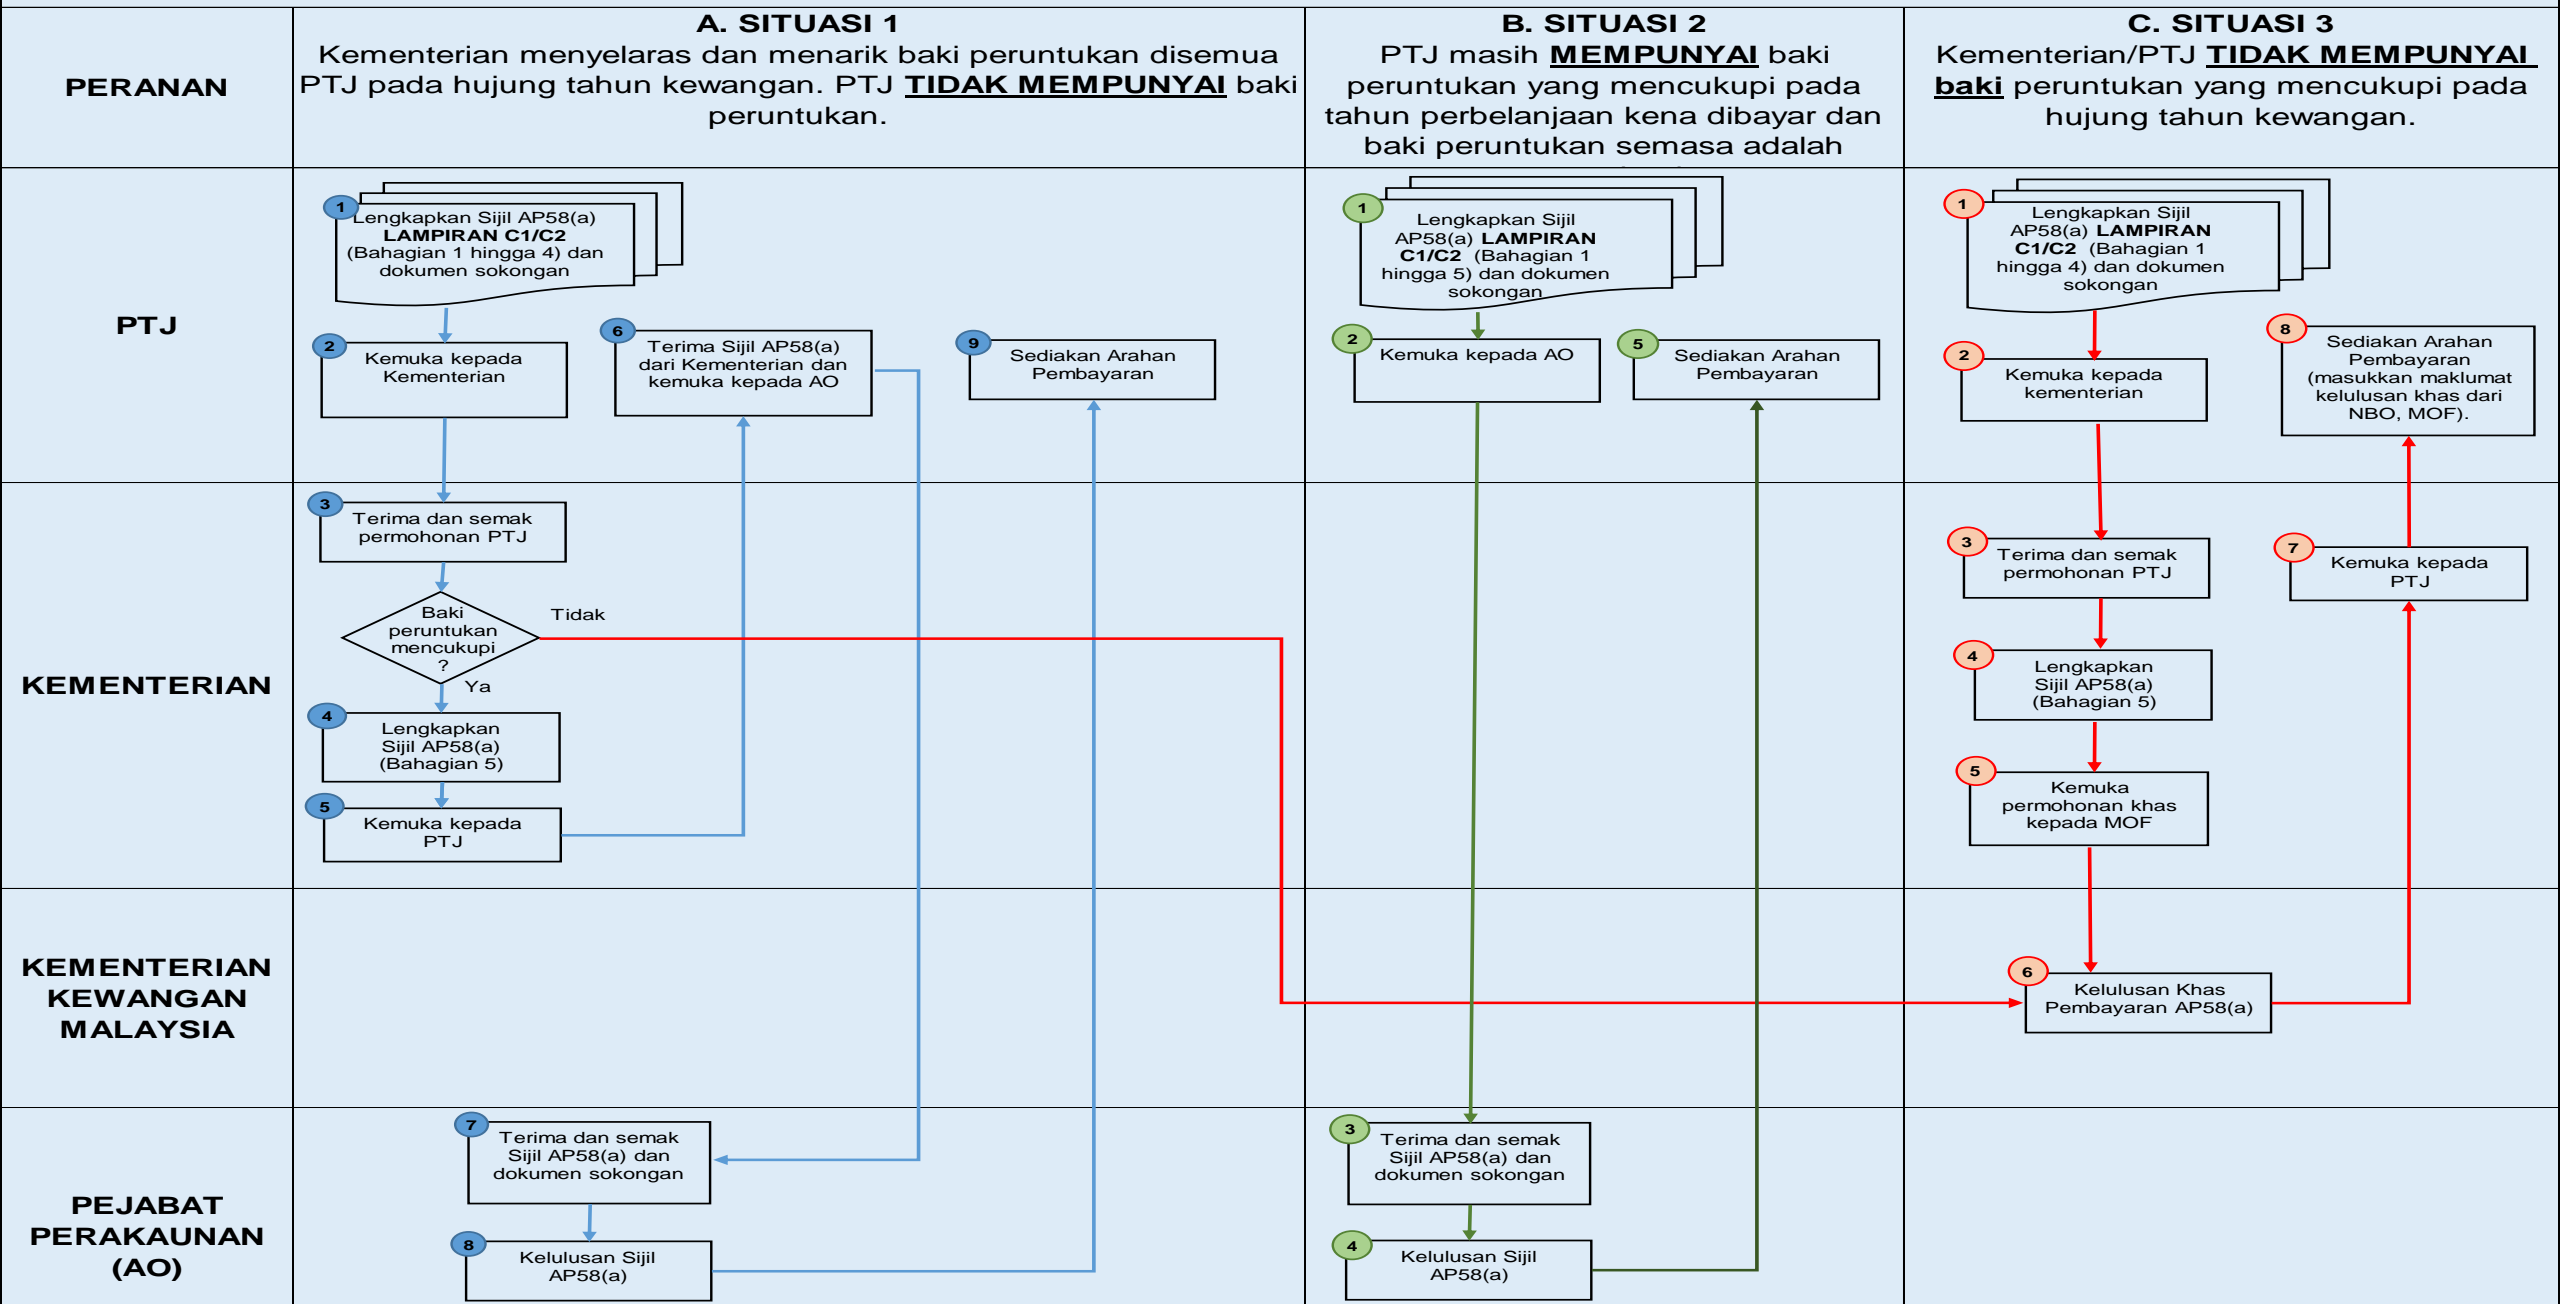 PERANAN
A. SITUASI 1
Kementerian menyelaras dan menarik baki peruntukan disemua
PTJ pada hujung tahun kewangan. PTJ TIDAK MEMPUNYAI baki
peruntukan.
B. SITUASI 2
PTJ masih MEMPUNYAI baki
peruntukan yang mencukupi pada
tahun perbelanjaan kena dibayar dan
baki peruntukan semasa adalah
C. SITUASI 3
Kementerian/PTJ TIDAK MEMPUNYAI
baki peruntukan yang mencukupi pada
hujung tahun kewangan.
PTJ
1
Lengkapkan Sijil AP58(a)
LAMPIRAN C1/C2
(Bahagian 1 hingga 4) dan
dokumen sokongan
2
Kemuka kepada
Kementerian
6
Terima Sijil AP58(a)
dari Kementerian dan
kemuka kepada AO
9
Sediakan Arahan
Pembayaran
1
Lengkapkan Sijil
AP58(a) LAMPIRAN
C1/C2 (Bahagian 1
hingga 5) dan dokumen
sokongan
2
Kemuka kepada AO
5
Sediakan Arahan
Pembayaran
1
Lengkapkan Sijil
AP58(a) LAMPIRAN
C1/C2 (Bahagian 1
hingga 4) dan dokumen
sokongan
2
Kemuka kepada
kementerian
8
Sediakan Arahan
Pembayaran
(masukkan maklumat
kelulusan khas dari
NBO, MOF).
KEMENTERIAN
3
Terima dan semak
permohonan PTJ
Baki
peruntukan
mencukupi
?
Tidak
Ya
4
Lengkapkan
Sijil AP58(a)
(Bahagian 5)
5
Kemuka kepada
PTJ
3
Terima dan semak
permohonan PTJ
4
Lengkapkan
Sijil AP58(a)
(Bahagian 5)
5
Kemuka
permohonan khas
kepada MOF
7
Kemuka kepada
PTJ
KEMENTERIAN
KEWANGAN
MALAYSIA
6
Kelulusan Khas
Pembayaran AP58(a)
PEJABAT
PERAKAUNAN
(AO)
7
Terima dan semak
Sijil AP58(a) dan
dokumen sokongan
8
Kelulusan Sijil
AP58(a)
3
Terima dan semak
Sijil AP58(a) dan
dokumen sokongan
4
Kelulusan Sijil
AP58(a)